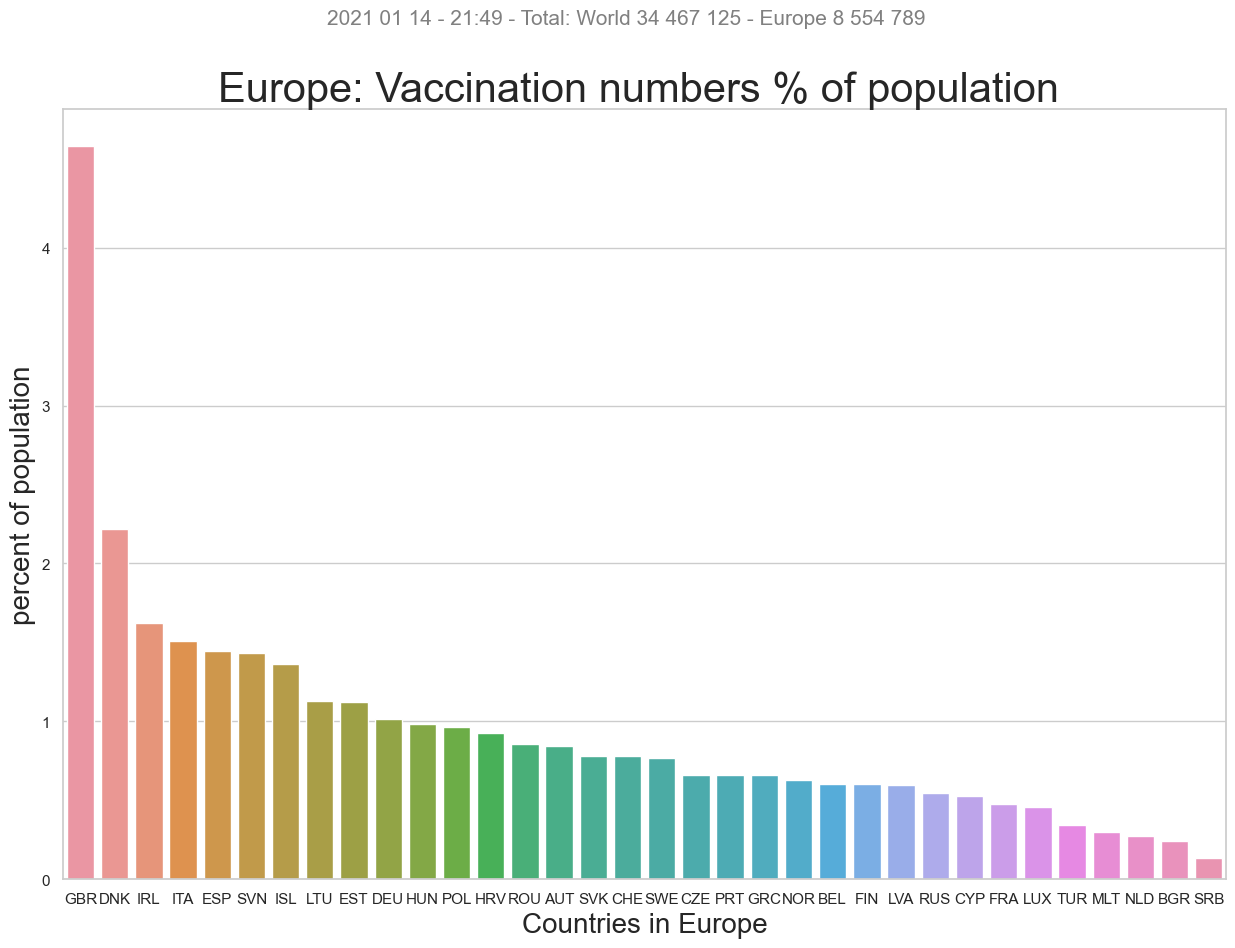 2021 01 14 - 21:49 - Total: World 34 467 125 - Europe 8 554 789
Europe: Vaccination numbers % of population
percent of population
4
3
2
1
0
GBR DNK IRL ITA ESP SVN ISL LTU EST DEU HUN POL HRV ROU AUT SVK CHE SWE CZE PRT GRC NOR BEL FIN LVA RUS CYP FRA LUX TUR MLT NLD BGR SRB
Countries in Europe